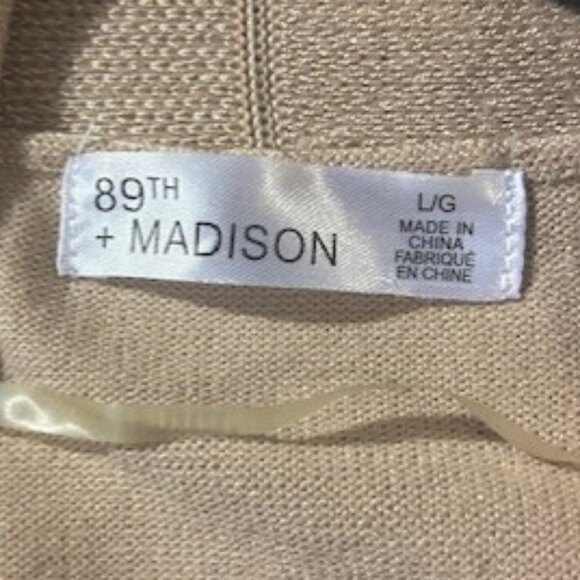 89TH
+ MADISON
L/G
MADE IN
CHINA
FABRIQUÉ
EN CHINE